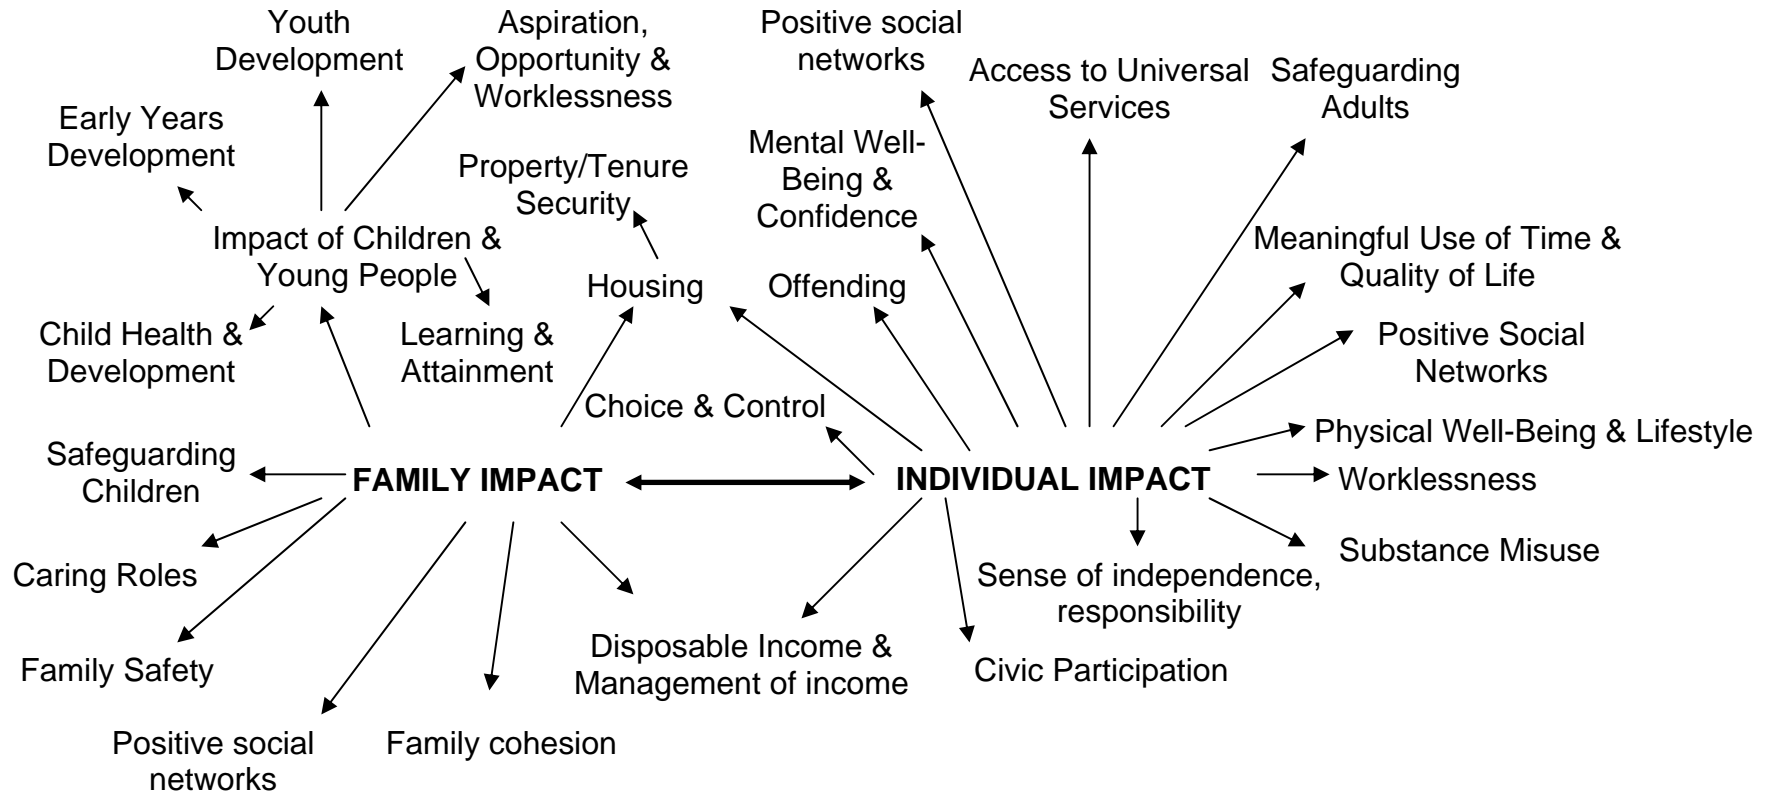 Youth
Development
Aspiration,
Opportunity &
Worklessness
Positive social
networks
Access to Universal
Services
Safeguarding
Adults
Early Years
Development
Property/Tenure
Security
Mental Well-
Being &
Confidence
Impact of Children &
Young People
Housing
Offending
Meaningful Use of Time &
Quality of Life
Child Health &
Development
Learning &
Attainment
Positive Social
Networks
Choice & Control
Physical Well-Being & Lifestyle
Safeguarding
Children
FAMILY IMPACT
INDIVIDUAL IMPACT
Worklessness
Caring Roles
Sense of independence,
responsibility
Substance Misuse
Family Safety
Disposable Income &
Management of income
Civic Participation
Positive social
networks
Family cohesion